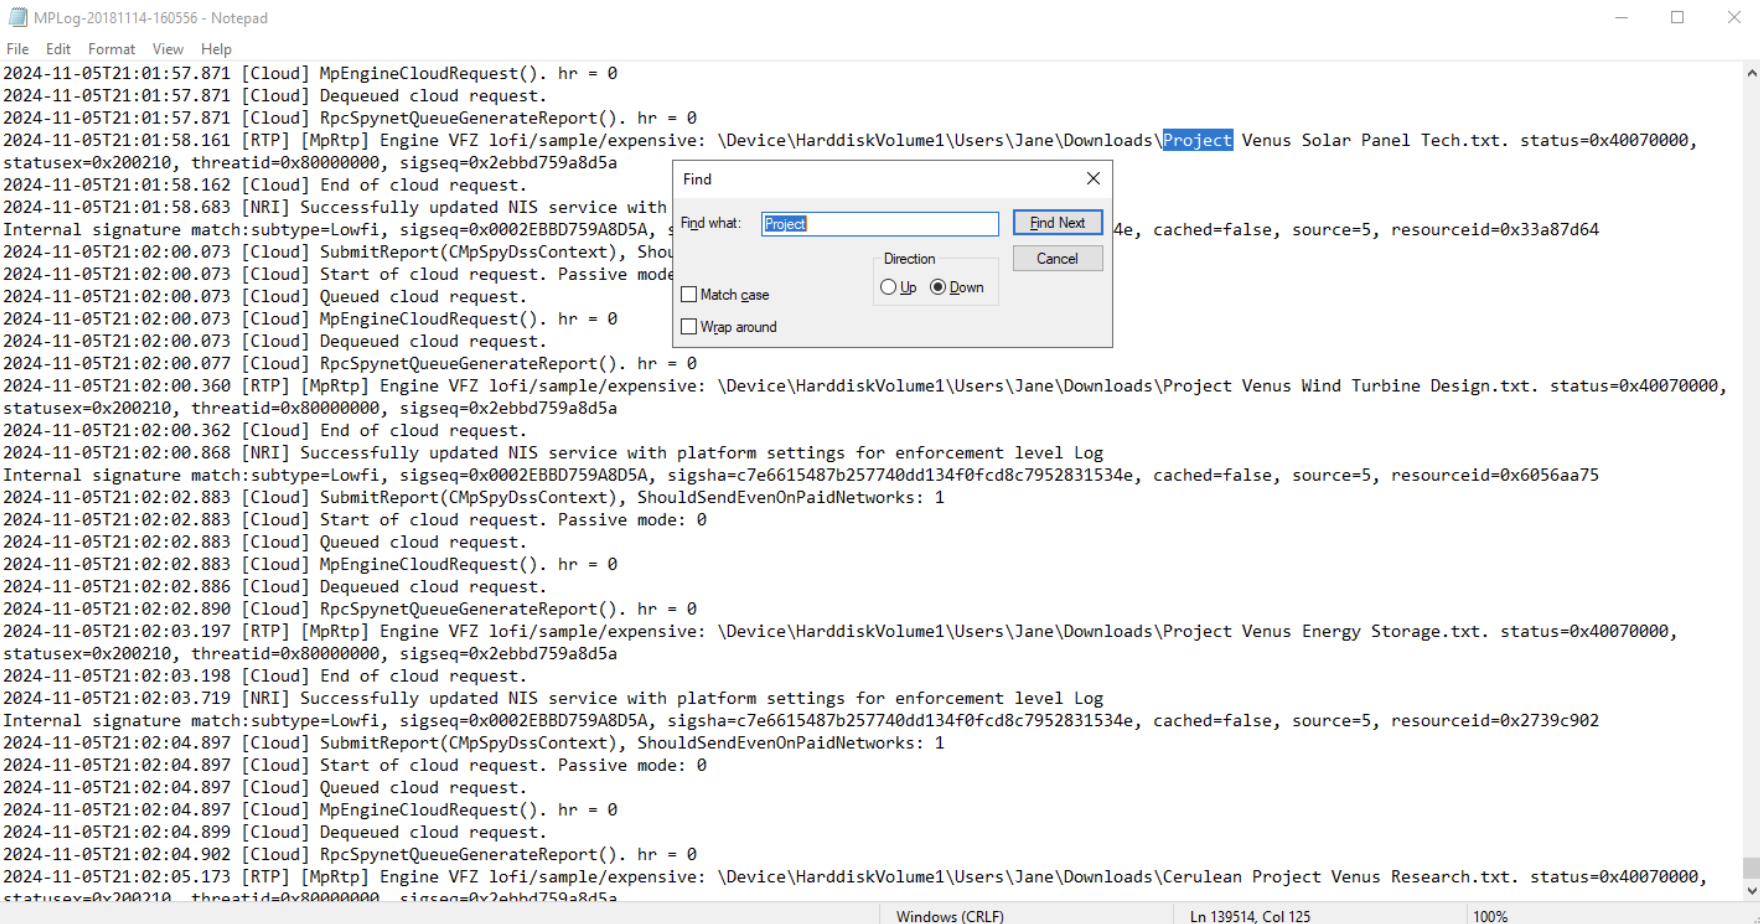 MPLog-20181114-160556 - Notepad
File Edit Format View Help
2024-11-05T21:01:57.871 [Cloud] MpEngineCloudRequest(). hr = 0
2024-11-05T21:01:57.871 [Cloud] Dequeued cloud request.
2024-11-05T21:01:57.871 [Cloud] RpcSpynetQueueGenerateReport(). hr = 0
2024-11-05T21:01:58.161 [RTP] [MpRtp] Engine VFZ lofi/sample/expensive: \Device\HarddiskVolume1\Users\Jane\Downloads\Project Venus Solar Panel Tech.txt. status=0x40070000,
statusex=0x200210, threatid=0x80000000, sigseq=0x2ebbd759a8d5a
2024-11-05T21:01:58.162 [Cloud] End of cloud request.
2024-11-05T21:01:58.683 [NRI] Successfully updated NIS service with
Internal signature match:subtype=Lowfi, sigseq=0x0002EBBD759A8D5A, s 4e, cached=false, source=5, resourceid=0x33a87d64
2024-11-05T21:02:00.073 [Cloud] SubmitReport(CMpSpyDssContext), Shou
2024-11-05T21:02:00.073 [Cloud] Start of cloud request. Passive mode
2024-11-05T21:02:00.073 [Cloud] Queued cloud request.
2024-11-05T21:02:00.073 [Cloud] MpEngineCloudRequest(). hr = 0
2024-11-05T21:02:00.073 [Cloud] Dequeued cloud request.
2024-11-05T21:02:00.077 [Cloud] RpcSpynetQueueGenerateReport(). hr = 0
2024-11-05T21:02:00.360 [RTP] [MpRtp] Engine VFZ lofi/sample/expensive: \Device\HarddiskVolume1\Users\Jane\Downloads\Project Venus Wind Turbine Design.txt. status=0x40070000,
statusex=0x200210, threatid=0x80000000, sigseq=0x2ebbd759a8d5a
2024-11-05T21:02:00.362 [Cloud] End of cloud request.
2024-11-05T21:02:00.868 [NRI] Successfully updated NIS service with platform settings for enforcement level Log
Internal signature match:subtype=Lowfi, sigseq=0x0002EBBD759A8D5A, sigsha=c7e6615487b257740dd134f0fcd8c7952831534e, cached=false, source=5, resourceid=0x6056aa75
2024-11-05T21:02:02.883 [Cloud] SubmitReport(CMpSpyDssContext), ShouldSendEvenOnPaidNetworks: 1
2024-11-05T21:02:02.883 [Cloud] Start of cloud request. Passive mode: 0
2024-11-05T21:02:02.883 [Cloud] Queued cloud request.
2024-11-05T21:02:02.883 [Cloud] MpEngineCloudRequest(). hr = 0
2024-11-05T21:02:02.886 [Cloud] Dequeued cloud request.
2024-11-05T21:02:02.890 [Cloud] RpcSpynetQueueGenerateReport(). hr = 0
2024-11-05T21:02:03.197 [RTP] [MpRtp] Engine VFZ lofi/sample/expensive: \Device\HarddiskVolume1\Users\Jane\Downloads\Project Venus Energy Storage.txt. status=0x40070000,
statusex=0x200210, threatid=0x80000000, sigseq=0x2ebbd759a8d5a
2024-11-05T21:02:03.198 [Cloud] End of cloud request.
2024-11-05T21:02:03.719 [NRI] Successfully updated NIS service with platform settings for enforcement level Log
Internal signature match:subtype=Lowfi, sigseq=0x0002EBBD759A8D5A, sigsha=c7e6615487b257740dd134f0fcd8c7952831534e, cached=false, source=5, resourceid=0x2739c902
2024-11-05T21:02:04.897 [Cloud] SubmitReport(CMpSpyDssContext), ShouldSendEvenOnPaidNetworks: 1
2024-11-05T21:02:04.897 [Cloud] Start of cloud request. Passive mode: 0
2024-11-05T21:02:04.897 [Cloud] Queued cloud request.
2024-11-05T21:02:04.897 [Cloud] MpEngineCloudRequest(). hr = 0
2024-11-05T21:02:04.899 [Cloud] Dequeued cloud request.
2024-11-05T21:02:04.902 [Cloud] RpcSpynetQueueGenerateReport(). hr = 0
2024-11-05T21:02:05.173 [RTP] [MpRtp] Engine VFZ lofi/sample/expensive: \Device\HarddiskVolume1\Users\Jane\Downloads\Cerulean Project Venus Research.txt. status=0x40070000,
statusex=0x200210, threatid=0x80000000, sigseq=0x2ebbd759a8d5a
Find
Find what: Project
Find Next
Direction
Cancel
Up Down
Match case
Wrap around
Windows (CRLF) Ln 139514, Col 125 100%